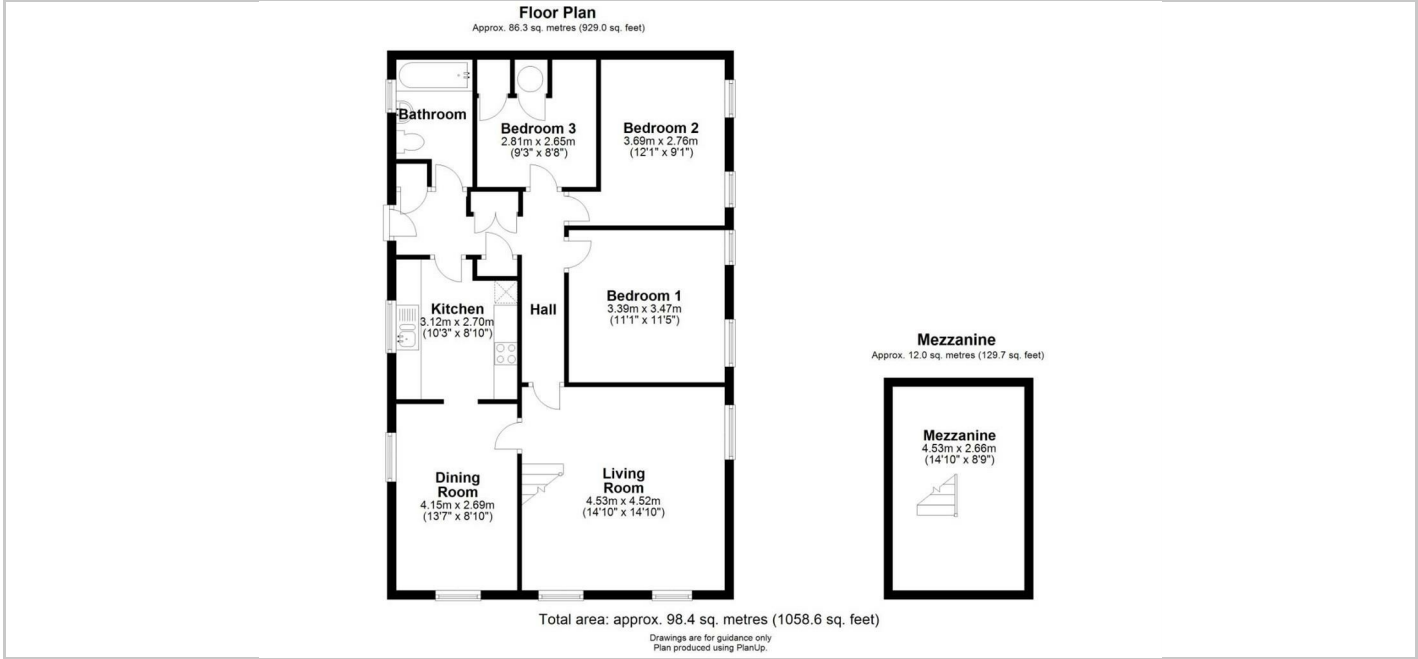 Floor Plan
Approx. 86.3 sq. metres (929.0 sq. feet)
Bathroom
Bedroom 3
2.81m x 2.65m
(9'3" x 8'8")
Bedroom 2
3.69m x 2.76m
(12'1" x 9'1")
Kitchen
3.12m x 2.70m
(10'3" x 8'10")
Hall
Bedroom 1
3.39m x 3.47m
(11'1" x 11'5")
Dining
Room
4.15m x 2.69m
(13'7" x 8'10")
Living
Room
4.53m x 4.52m
(14'10" x 14'10")
Mezzanine
Approx. 12.0 sq. metres (129.7 sq. feet)
Mezzanine
4.53m x 2.66m
(14'10" x 8'9")
Total area: approx. 98.4 sq. metres (1058.6 sq. feet)
Drawings are for guidance only
Plan produced using PlanUp.